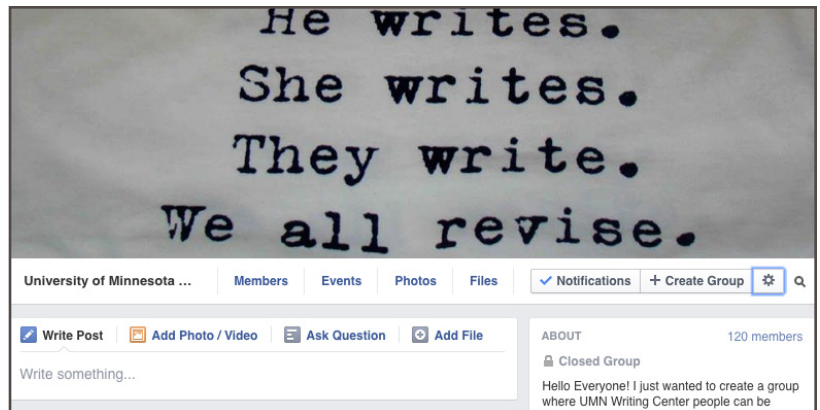 He writes.
She writes.
They write.
We all revise.
University of Minnesota ... Members Events Photos Files Notifications + Create Group
Write Post Add Photo / Video Ask Question Add File
Write something...
ABOUT 120 members
Closed Group
Hello Everyone! I just wanted to create a group
where UMN Writing Center people can be